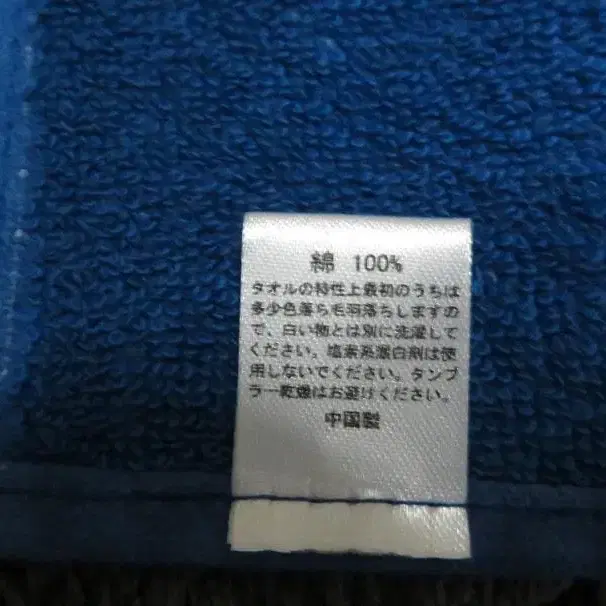 綿 100%
タオルの特性上最初のうちは
多少色落ち毛羽落ちしますの
で、白い物とは別に洗濯して
ください。塩素系漂白剤は使
用しないでください。タンブ
ラー乾燥はお避けください。
中国製